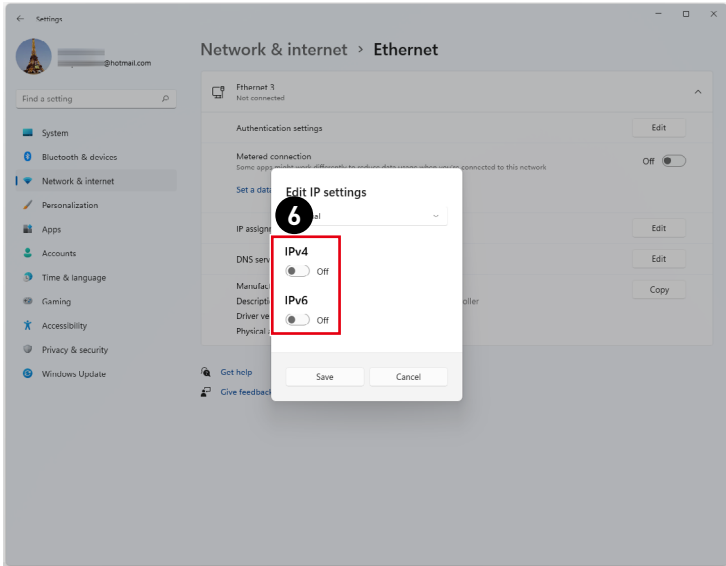 Settings
@hotmail.com
Find a setting
System
Bluetooth & devices
Network & internet
Personalization
Apps
Accounts
Time & language
Gaming
Accessibility
Privacy & security
Windows Update
Network & internet > Ethernet
Ethernet 3
Not connected
Authentication settings
Edit
Metered connection
Some apps might work differently to reduce data usage when you're connected to this network
Off
Set a data
IP assignm
Edit
DNS serv
Edit
Manufac
Copy
Descripti
oller
Driver ve
Physical a
Get help
Give feedback
Edit IP settings
6
al
IPv4
Off
IPv6
Off
Save
Cancel